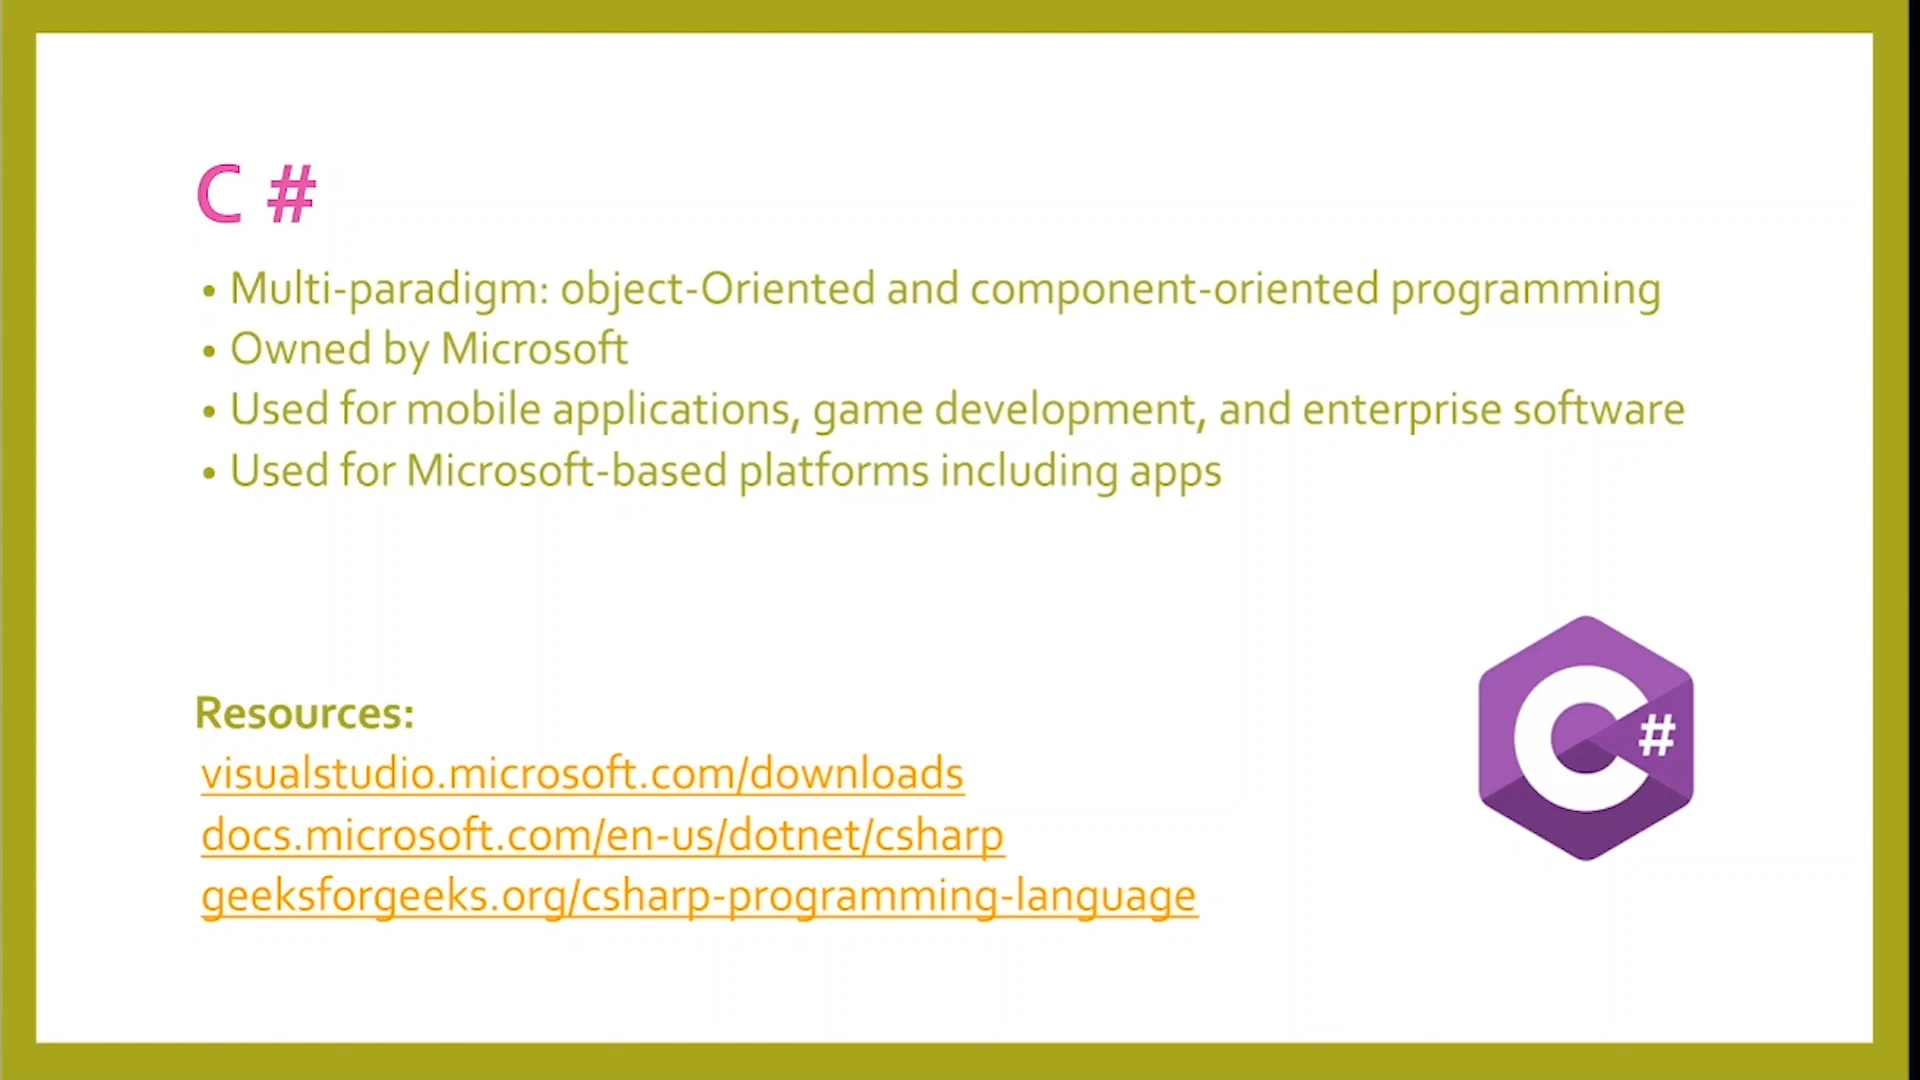 C #
• Multi-paradigm: object-Oriented and component-oriented programming
• Owned by Microsoft
• Used for mobile applications, game development, and enterprise software
• Used for Microsoft-based platforms including apps
Resources:
visualstudio.microsoft.com/downloads
docs.microsoft.com/en-us/dotnet/csharp
geeksforgeeks.org/csharp-programming-language
C#